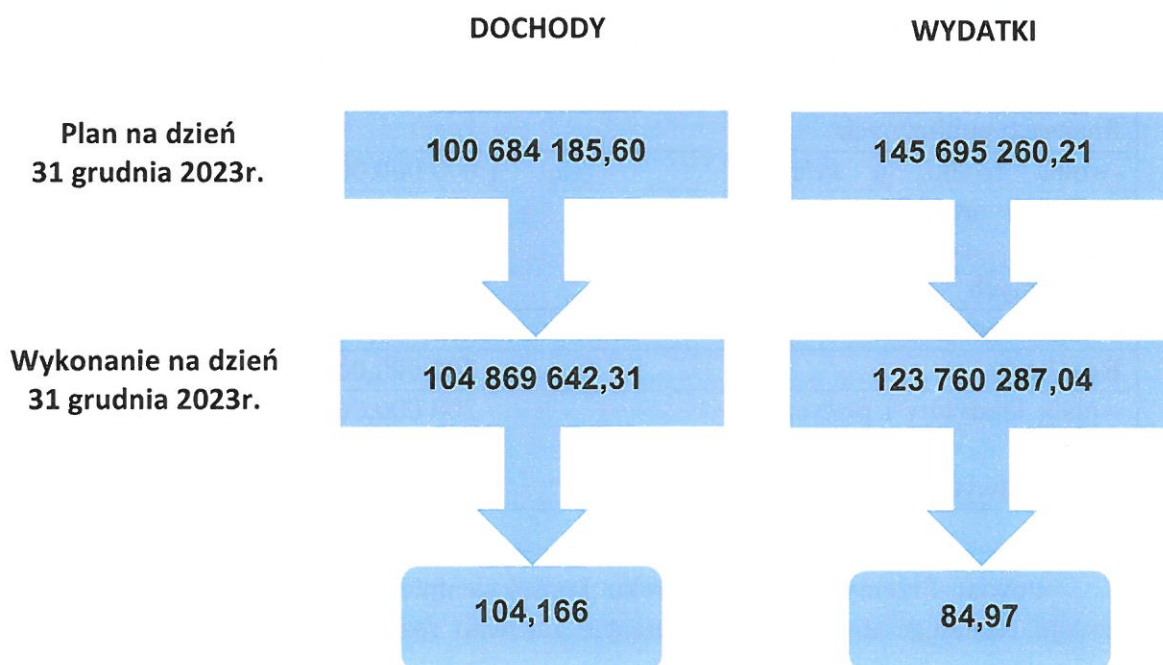 DOCHODY WYDATKI
Plan na dzień
31 grudnia 2023r.
100 684 185,60 145 695 260,21
Wykonanie na dzień
31 grudnia 2023r.
104 869 642,31 123 760 287,04
104,166 84,97